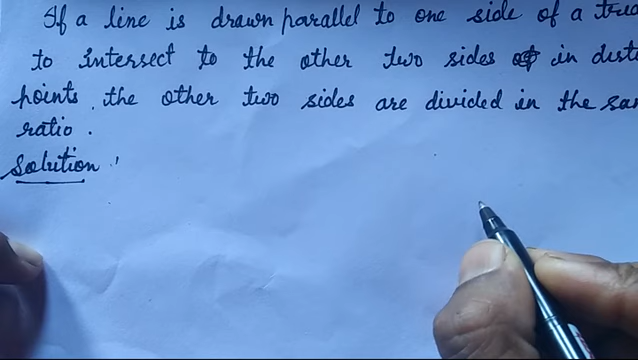 If a line is drawn parallel to one side of a
to intersect to the other two sides in
points, the other two sides are divided in the
ratio.
Solution: